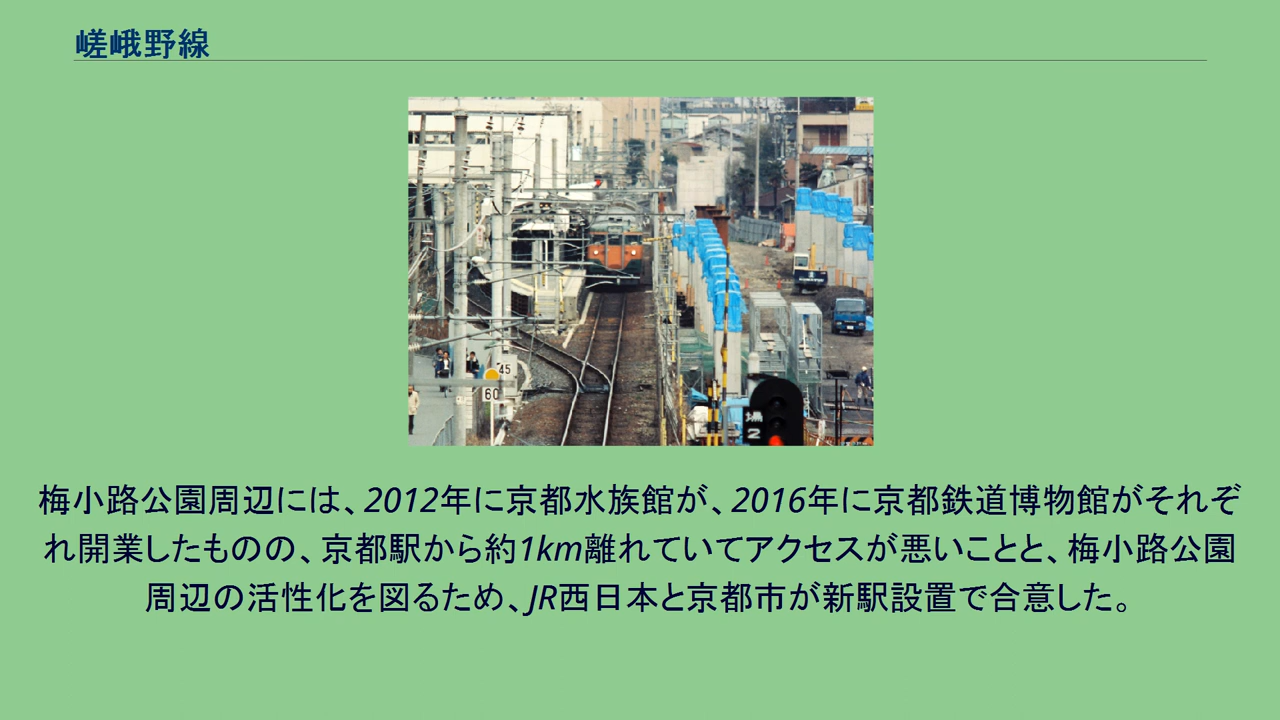 嵯峨野線
45
60
場
2
梅小路公園周辺には、2012年に京都水族館が、2016年に京都鉄道博物館がそれぞ
れ開業したものの、京都駅から約1km離れていてアクセスが悪いことと、梅小路公園
周辺の活性化を図るため、JR西日本と京都市が新駅設置で合意した。